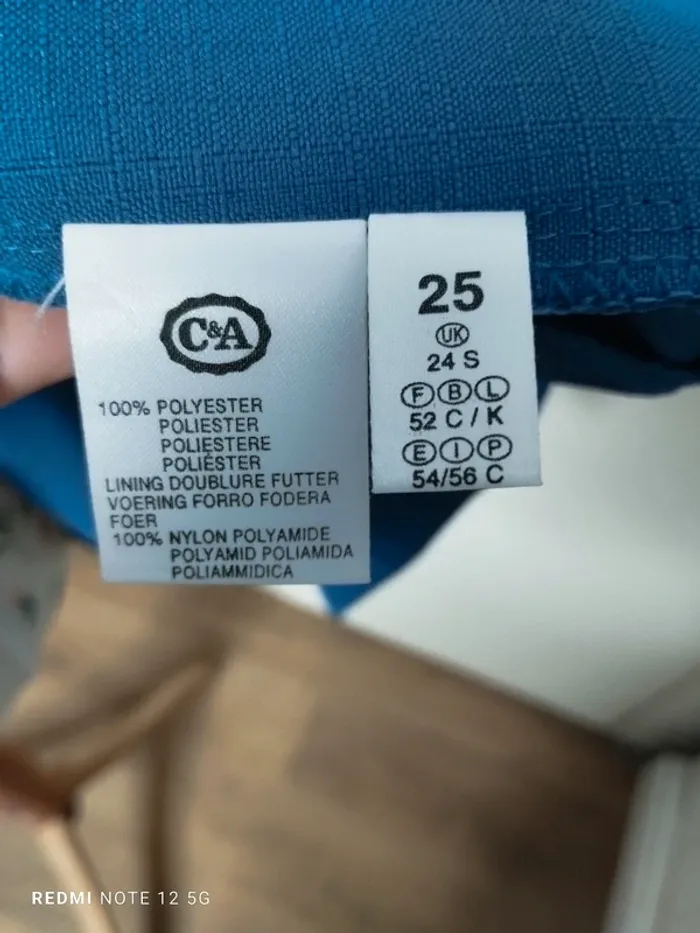 C&A
100% POLYESTER
POLIESTER
POLIESTERE
POLIÉSTER
LINING DOUBLURE FUTTER
VOERING FORRO FODERA
FOER
100% NYLON POLYAMIDE
POLYAMID POLIAMIDA
POLIAMMIDICA
25
UK
24 S
F B L
52 C / K
E I P
54/56 C
REDMI NOTE 12 5G